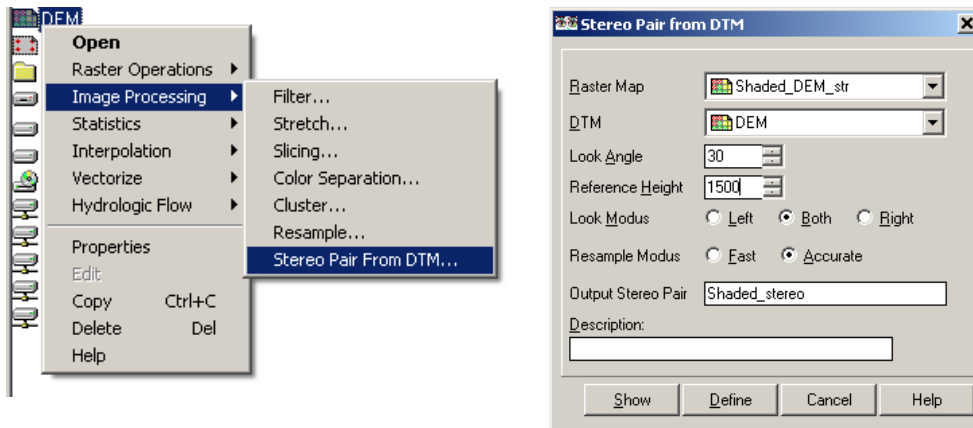 DEM
Open
Raster Operations
Image Processing
Statistics
Interpolation
Vectorize
Hydrologic Flow
Properties
Edit
Copy Ctrl+C
Delete Del
Help
Filter...
Stretch...
Slicing...
Color Separation...
Cluster...
Resample...
Stereo Pair From DTM...
Stereo Pair from DTM
Raster Map Shaded_DEM_str
DTM DEM
Look Angle 30
Reference Height 1500
Look Modus Left Both Right
Resample Modus Fast Accurate
Output Stereo Pair Shaded_stereo
Description:
Show Define Cancel Help